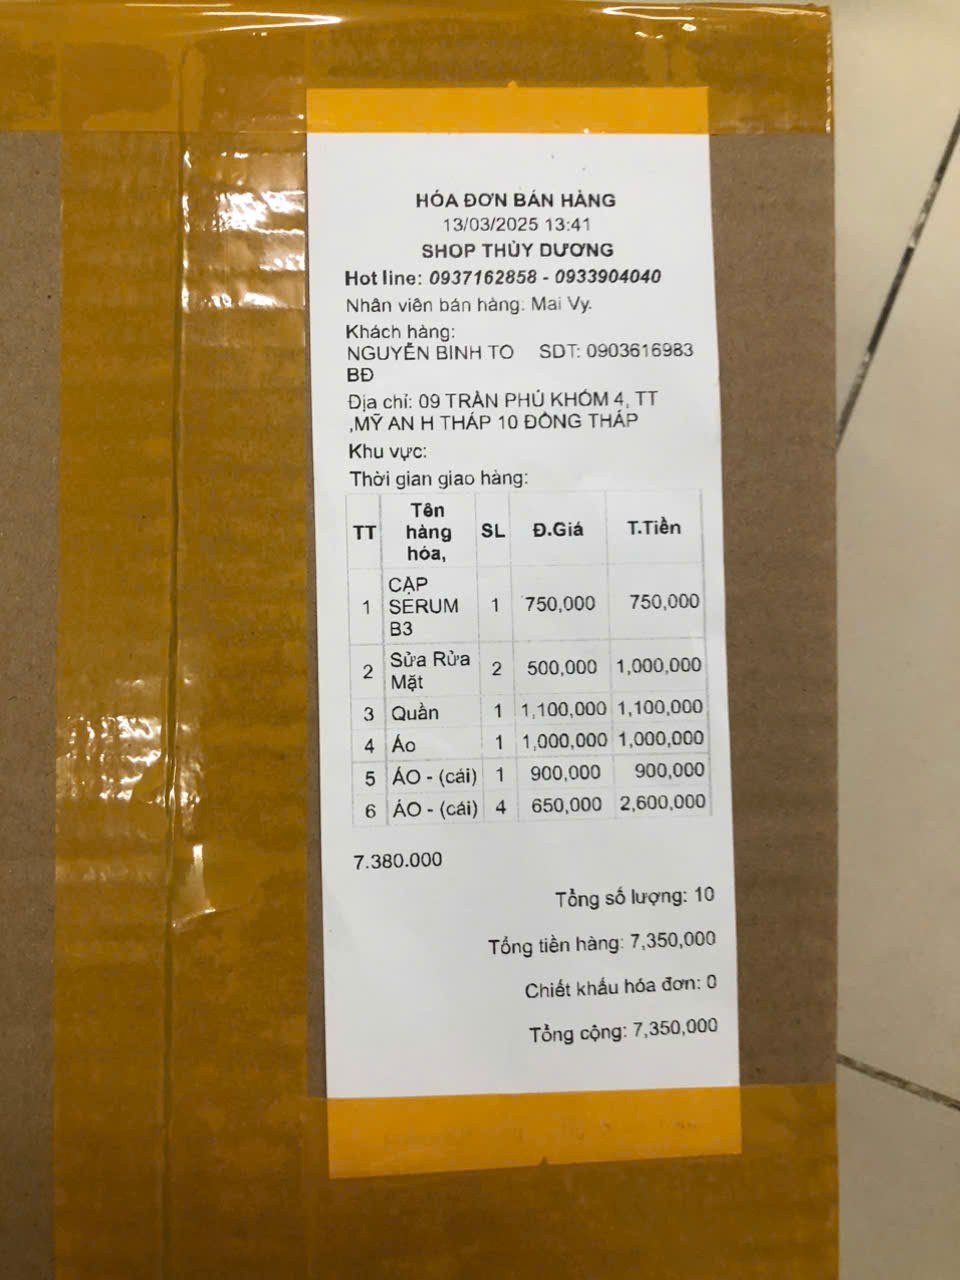 HÓA ĐƠN BÁN HÀNG
13/03/2025 13:41
SHOP THÙY DƯƠNG
Hot line: 0937162858 - 0933904040
Nhân viên bán hàng: Mai Vy.
Khách hàng:
NGUYỄN BINH TO SDT: 0903616983
BĐ
Địa chỉ: 09 TRẦN PHÚ KHÓM 4, TT
,MỸ AN H THÁP 10 ĐỒNG THÁP
Khu vực:
Thời gian giao hàng:
TT Tên hàng hóa, SL Đ.Giá T.Tiền
1 CẶP SERUM B3 1 750,000 750,000
2 Sửa Rửa Mặt 2 500,000 1,000,000
3 Quần 1 1,100,000 1,100,000
4 Áo 1 1,000,000 1,000,000
5 ÁO - (cái) 1 900,000 900,000
6 ÁO - (cái) 4 650,000 2,600,000
7.380.000
Tổng số lượng: 10
Tổng tiền hàng: 7,350,000
Chiết khấu hóa đơn: 0
Tổng cộng: 7,350,000